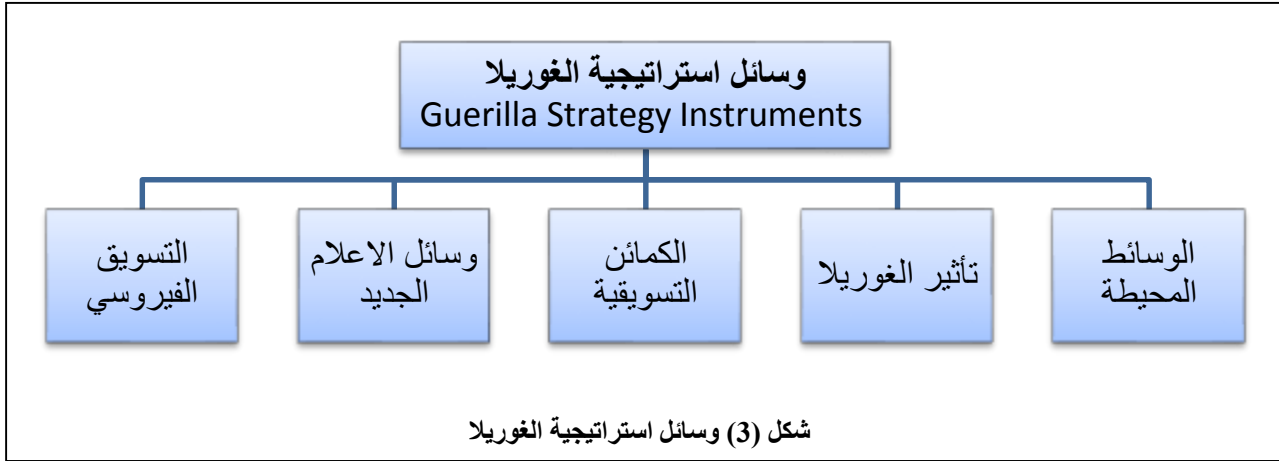 وسائل استراتيجية الغوريلا
Guerilla Strategy Instruments
الوسائط
المحيطة
تأثير الغوريلا
الكمائن
التسويقية
وسائل الاعلام
الجديد
التسويق
الفيروسي
شكل (3) وسائل استراتيجية الغوريلا